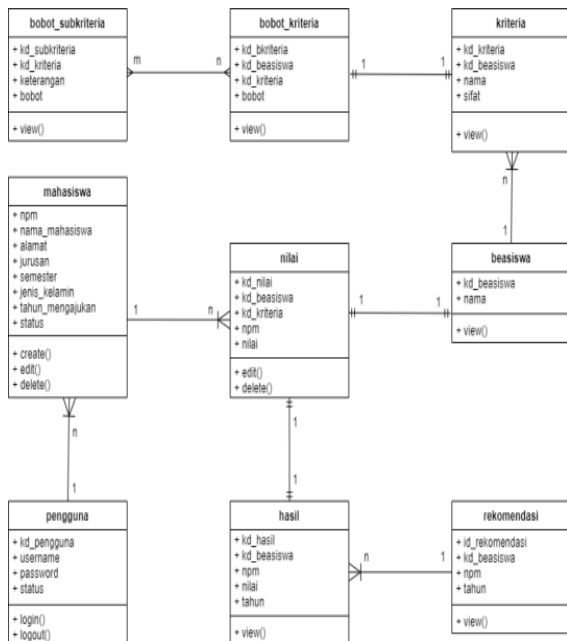 bobot_subkriteria
+ kd_subkriteria
+ kd_kriteria
+ keterangan
+ bobot
+ view()
m
n
bobot_kriteria
+ kd_bkriteria
+ kd_beasiswa
+ kd_kriteria
+ bobot
+ view()
1
1
kriteria
+ kd_kriteria
+ kd_beasiswa
+ nama
+ sifat
+ view()
n
1
mahasiswa
+ npm
+ nama_mahasiswa
+ alamat
+ jurusan
+ semester
+ jenis_kelamin
+ tahun_mengajukan
+ status
+ create()
+ edit()
+ delete()
1
n
nilai
+ kd_nilai
+ kd_beasiswa
+ kd_kriteria
+ npm
+ nilai
+ edit()
+ delete()
1
1
beasiswa
+ kd_beasiswa
+ nama
+ view()
n
1
1
1
pengguna
+ kd_pengguna
+ username
+ password
+ status
+ login()
+ logout()
hasil
+ kd_hasil
+ kd_beasiswa
+ npm
+ nilai
+ tahun
+ view()
n
1
rekomendasi
+ id_rekomendasi
+ kd_beasiswa
+ npm
+ tahun
+ view()